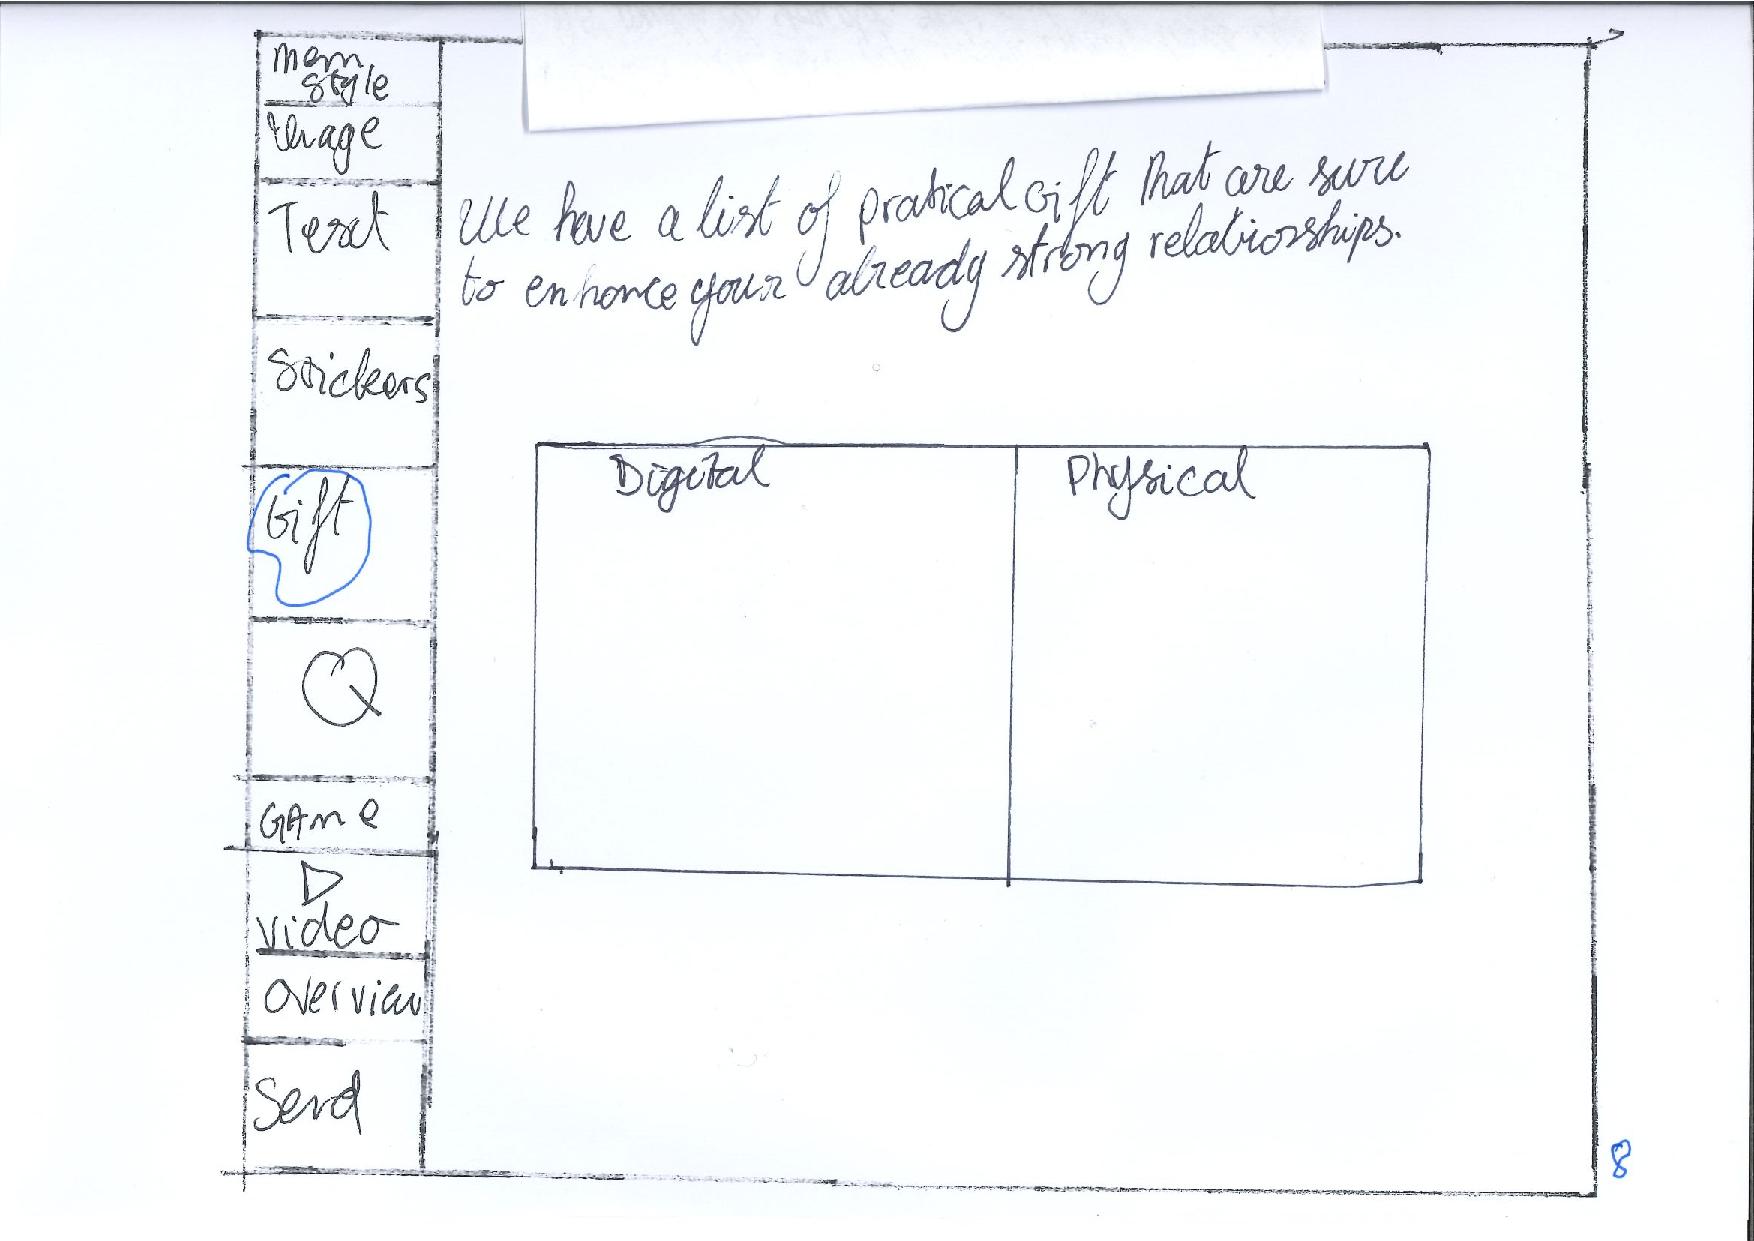 mem
style
Image
Text
Stickers
Gift
GAme
video
Overview
Send
We have a list of pratical Gift that are sure
to enhance your already strong relationships.
Digital
Physical
8